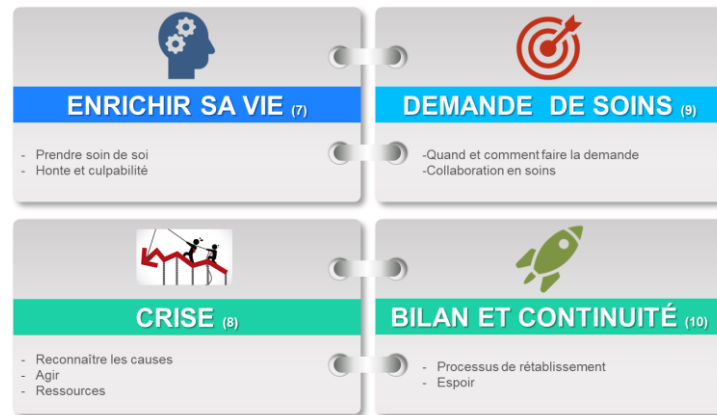 ENRICHIR SA VIE (7)
- Prendre soin de soi
- Honte et culpabilité
DEMANDE DE SOINS (9)
-Quand et comment faire la demande
-Collaboration en soins
CRISE (8)
- Reconnaître les causes
- Agir
- Ressources
BILAN ET CONTINUITÉ (10)
- Processus de rétablissement
- Espoir